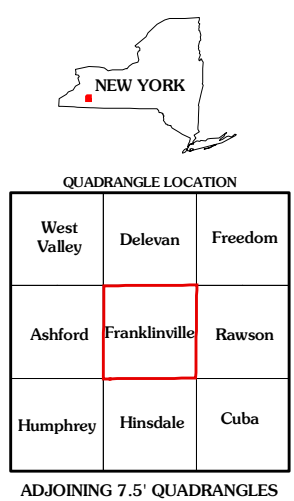 NEW YORK
QUADRANGLE LOCATION
West
Valley
Delevan
Freedom
Ashford
Franklinville
Rawson
Humphrey
Hinsdale
Cuba
ADJOINING 7.5' QUADRANGLES